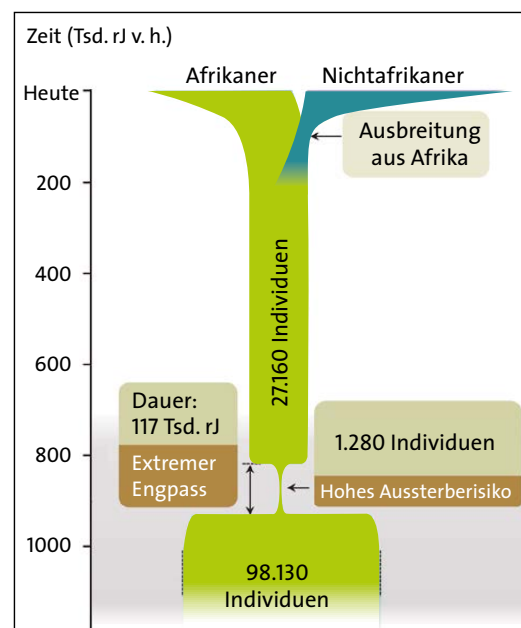 Zeit (Tsd. rJ v. h.)
Afrikaner
Nichtafrikaner
Heute
Ausbreitung
aus Afrika
200
400
27.160 Individuen
600
Dauer:
117 Tsd. rJ
Extremer
Engpass
1.280 Individuen
Hohes Aussterberisiko
800
1000
98.130
Individuen